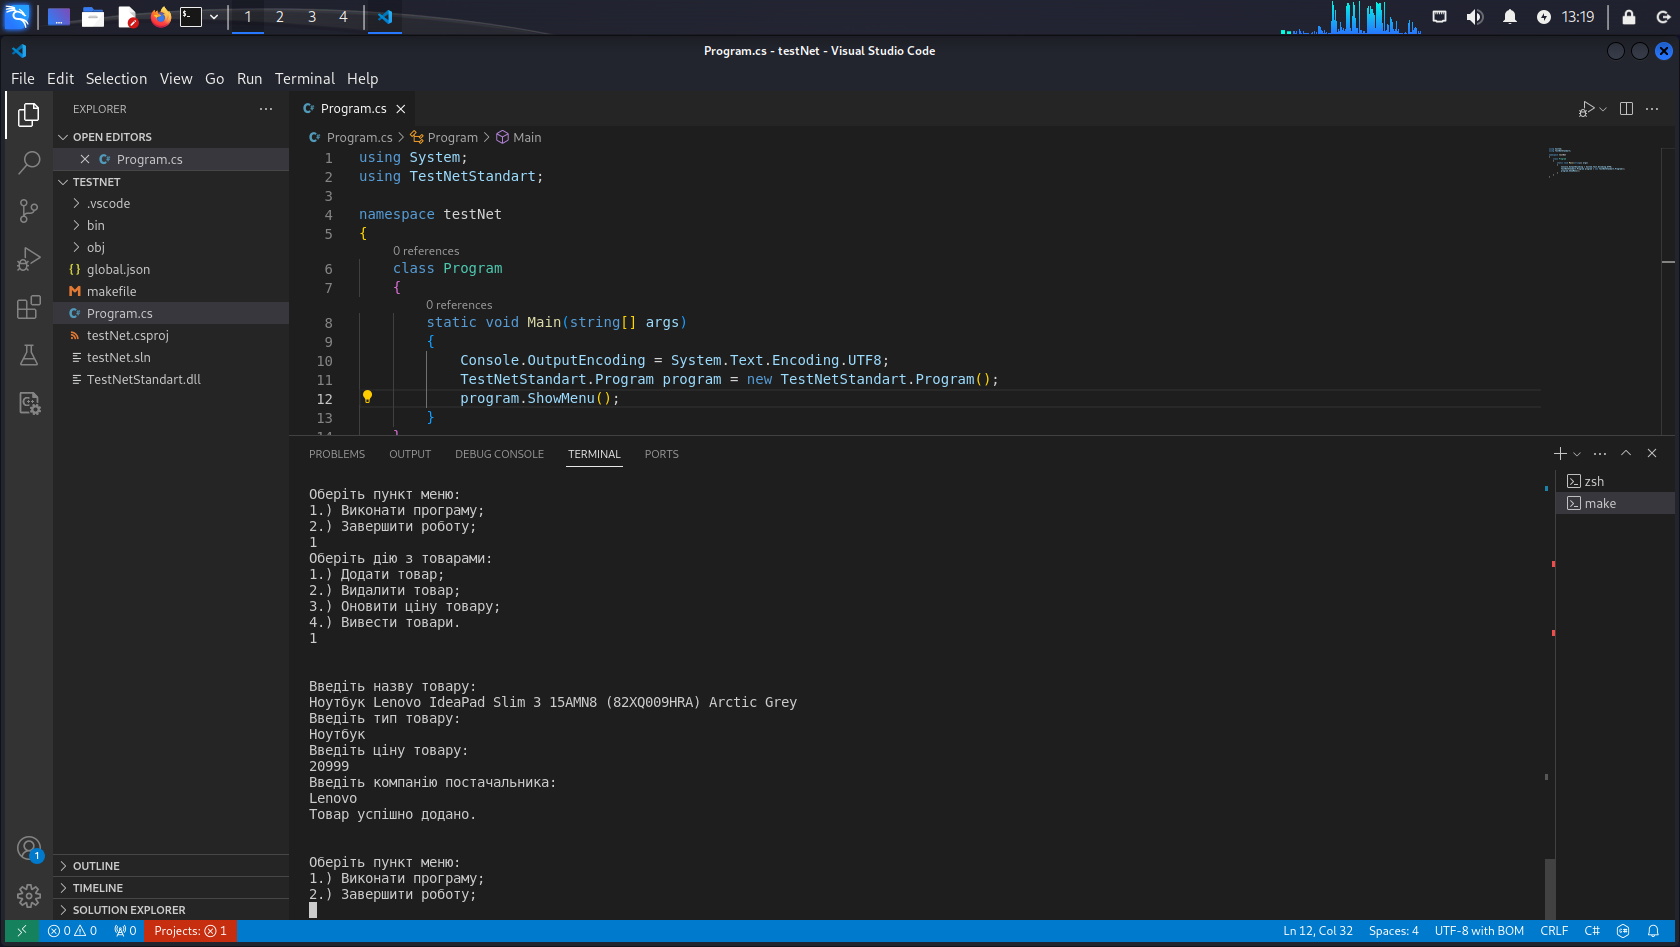 1 2 3 4 13:19
Program.cs - testNet - Visual Studio Code
File Edit Selection View Go Run Terminal Help
EXPLORER
OPEN EDITORS
Program.cs
TESTNET
.vscode
bin
obj
global.json
makefile
Program.cs
testNet.csproj
testNet.sln
TestNetStandart.dll
OUTLINE
TIMELINE
SOLUTION EXPLORER
Program.cs
Program.cs > Program > Main
1 using System;
2 using TestNetStandart;
3
4 namespace testNet
5 {
0 references
6 class Program
7 {
0 references
8 static void Main(string[] args)
9 {
10 Console.OutputEncoding = System.Text.Encoding.UTF8;
11 TestNetStandart.Program program = new TestNetStandart.Program();
12 program.ShowMenu();
13 }
14 }
PROBLEMS OUTPUT DEBUG CONSOLE TERMINAL PORTS
zsh
make
Оберіть пункт меню:
1.) Виконати програму;
2.) Завершити роботу;
1
Оберіть дію з товарами:
1.) Додати товар;
2.) Видалити товар;
3.) Оновити ціну товару;
4.) Вивести товари.
1
Введіть назву товару:
Ноутбук Lenovo IdeaPad Slim 3 15AMN8 (82XQ009HRA) Arctic Grey
Введіть тип товару:
Ноутбук
Введіть ціну товару:
20999
Введіть компанію постачальника:
Lenovo
Товар успішно додано.
Оберіть пункт меню:
1.) Виконати програму;
2.) Завершити роботу;
1
0 0 0 Projects: 1 Ln 12, Col 32 Spaces: 4 UTF-8 with BOM CRLF C#